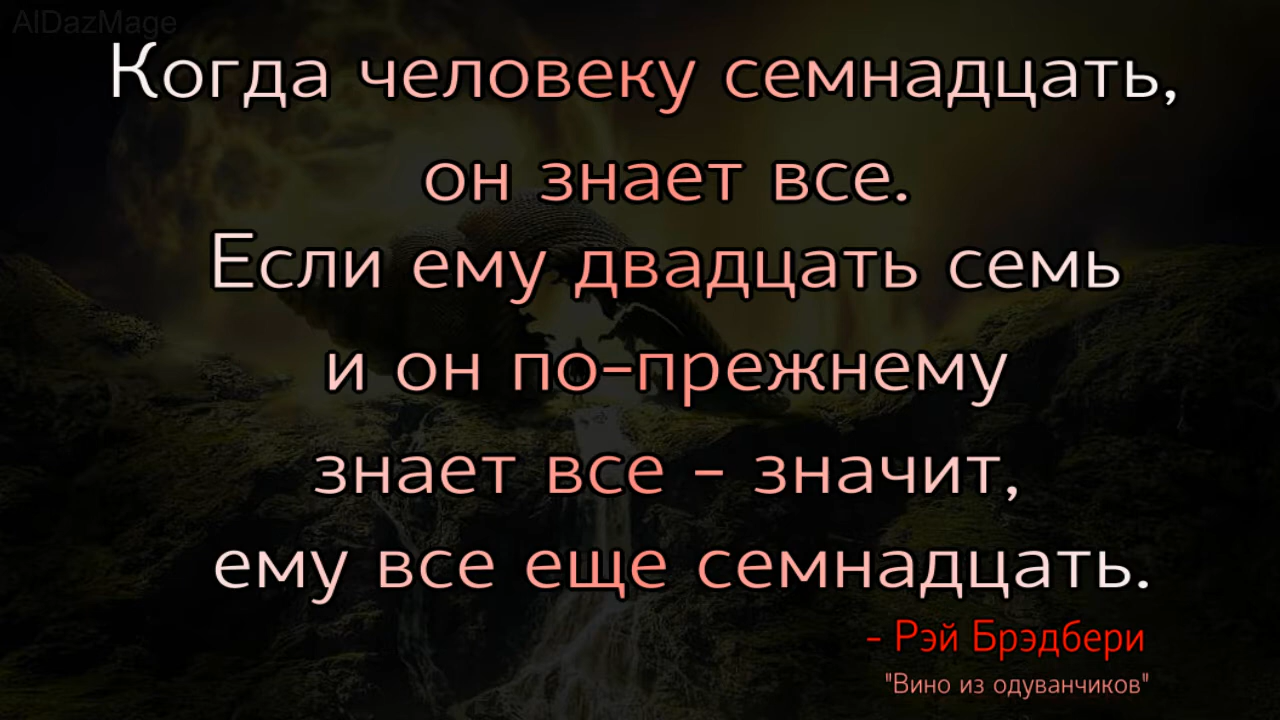 AIDazMage
Когда человеку семнадцать,
он знает все.
Если ему двадцать семь
и он по-прежнему
знает все - значит,
ему все еще семнадцать.
- Рэй Брэдбери
"Вино из одуванчиков"